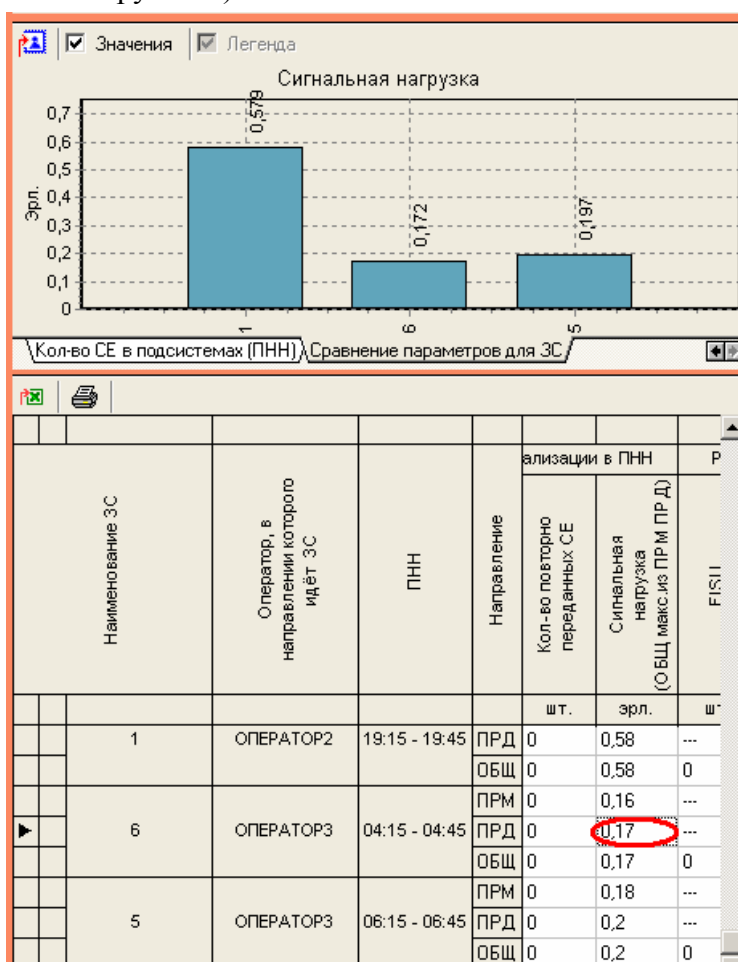 Значения Легенда
Сигнальная нагрузка
Эрл.
0,7
0,6
0,5
0,4
0,3
0,2
0,1
0
0,579
0,172
0,197
1 6 5
Кол-во СЕ в подсистемах (ПНН) Сравнение параметров для ЗС
ализации в ПНН Р
Наименование ЗС
Оператор, в
направлении которого
идёт ЗС
ПНН
Направление
Кол-во повторно
переданных СЕ
Сигнальная
нагрузка
(ОБЩ макс.из ПРМ ПРД)
FISU
шт. эрл. ш
1 ОПЕРАТОР2 19:15 - 19:45 ПРД 0 0,58 ---
ОБЩ 0 0,58 0
ПРМ 0 0,16 ---
6 ОПЕРАТОР3 04:15 - 04:45 ПРД 0 0,17 ---
ОБЩ 0 0,17 0
ПРМ 0 0,18 ---
5 ОПЕРАТОР3 06:15 - 06:45 ПРД 0 0,2 ---
ОБЩ 0 0,2 0